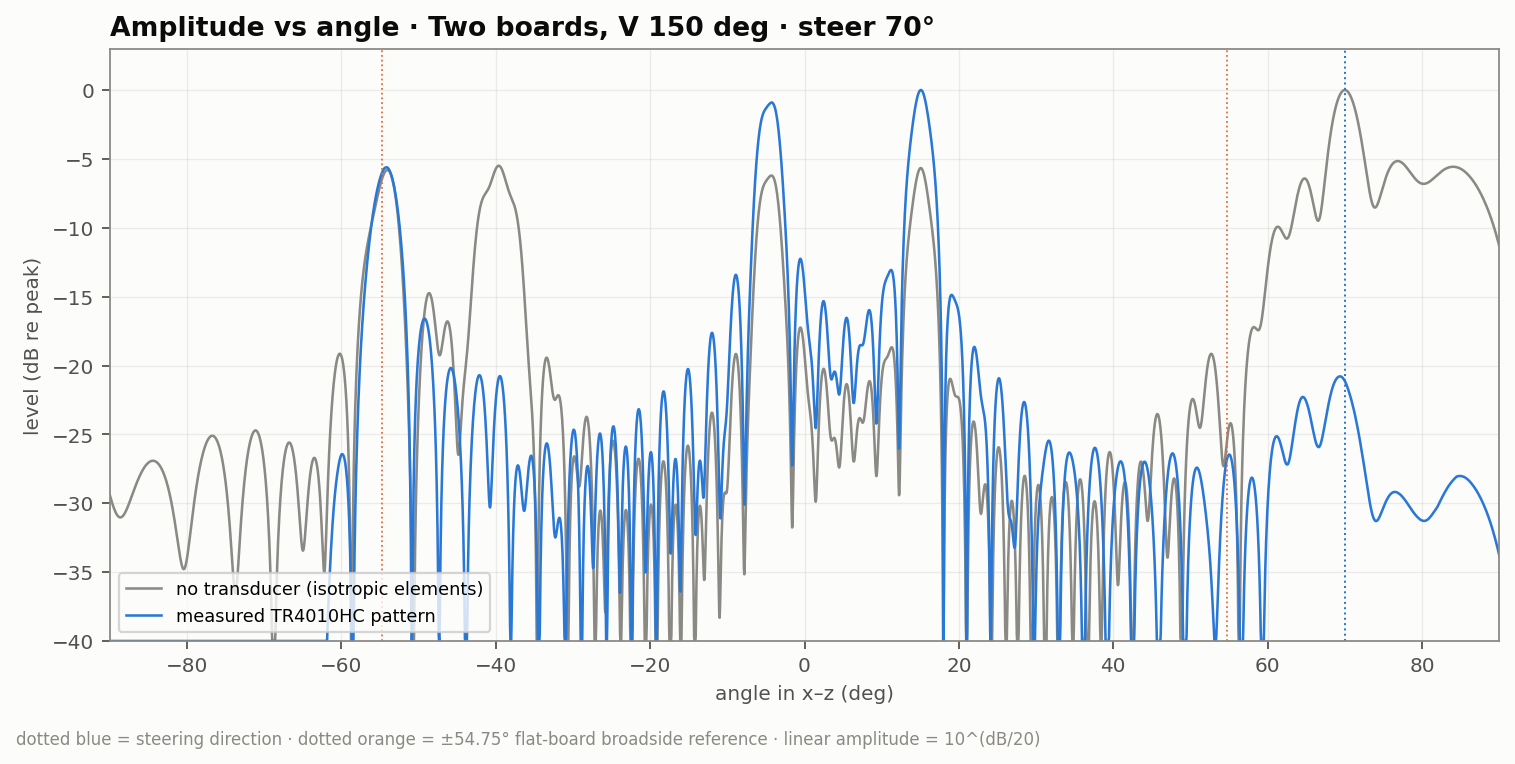 Amplitude vs angle · Two boards, V 150 deg · steer 70°
level (dB re peak)
0
−5
−10
−15
−20
−25
−30
−35
−40
no transducer (isotropic elements)
measured TR4010HC pattern
−80 −60 −40 −20 0 20 40 60 80
angle in x–z (deg)
dotted blue = steering direction · dotted orange = ±54.75° flat-board broadside reference · linear amplitude = 10^(dB/20)